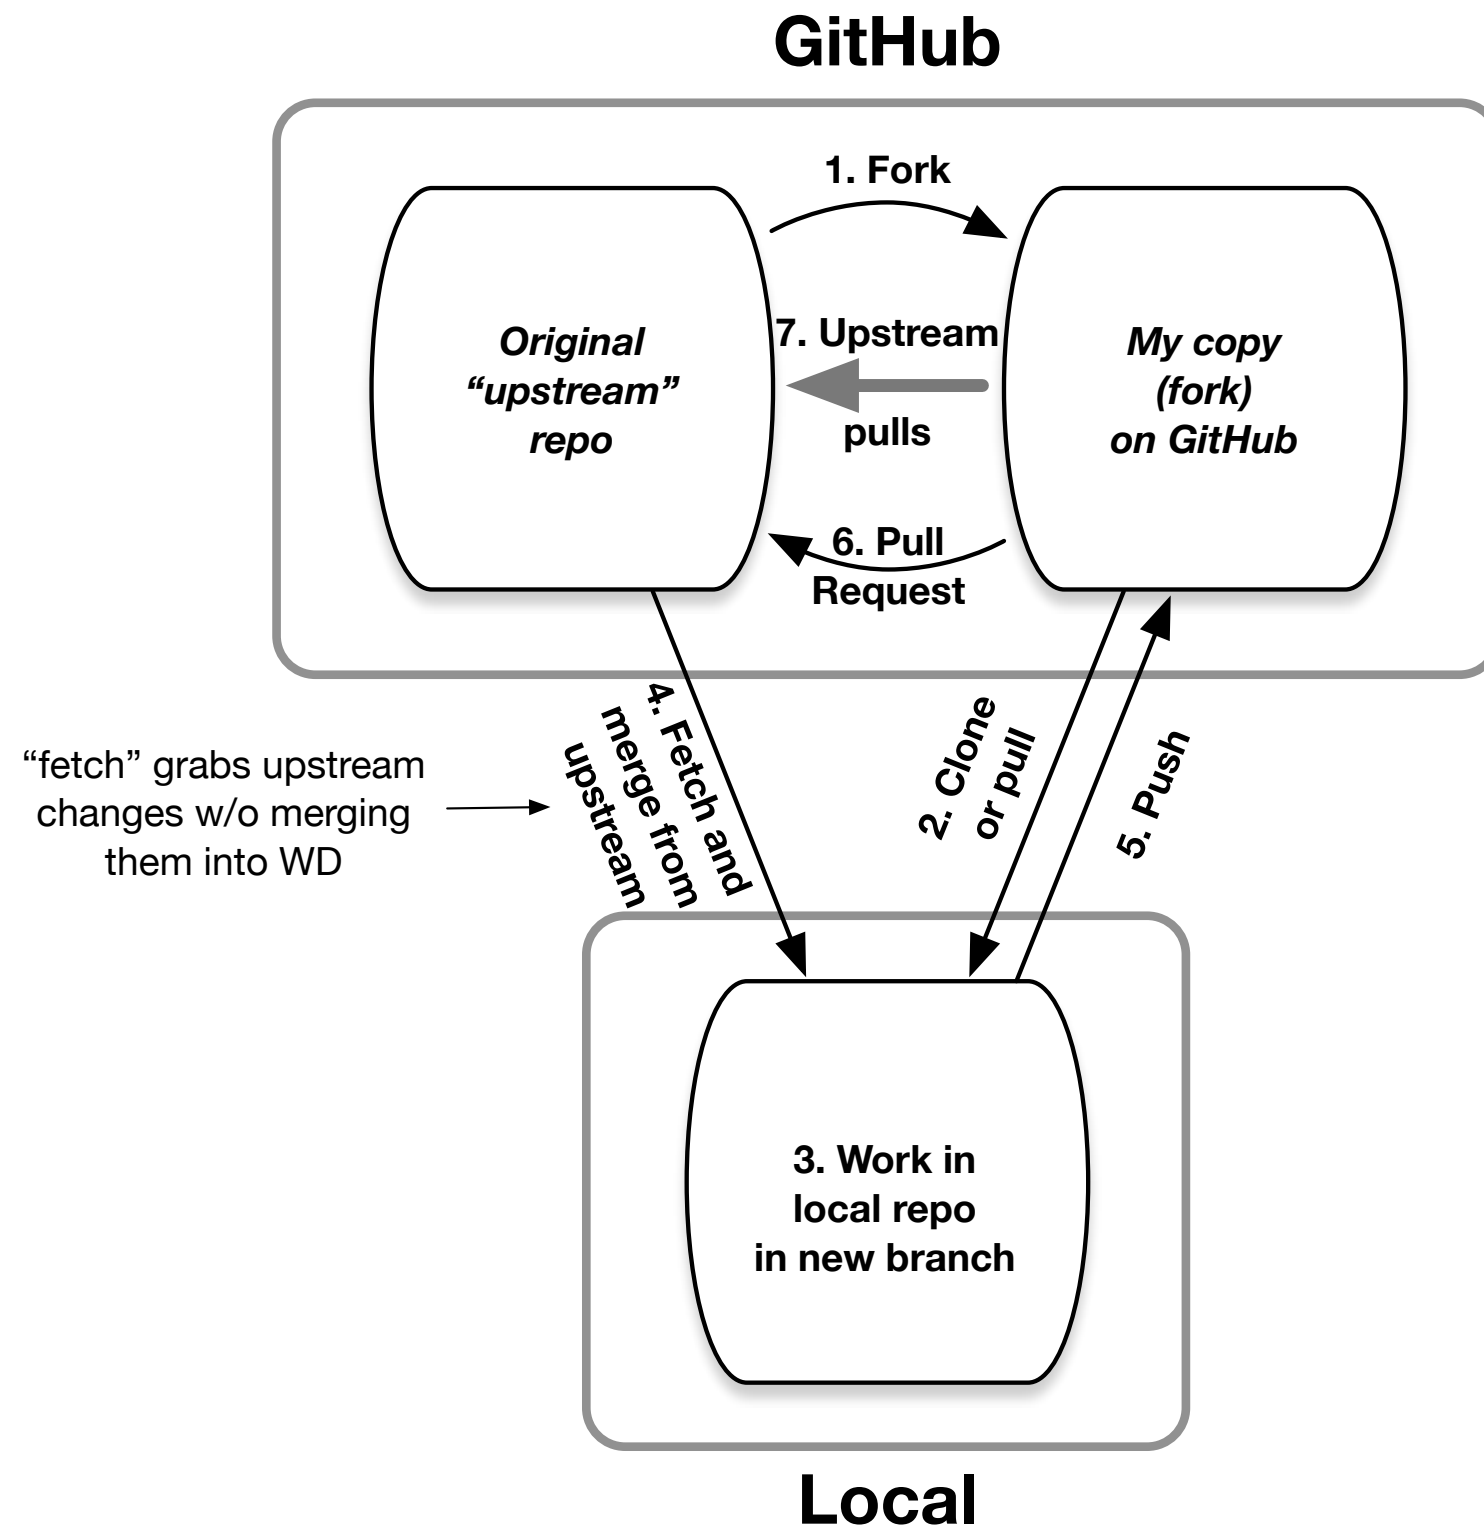 GitHub
1. Fork
Original
“upstream”
repo
7. Upstream
pulls
My copy
(fork)
on GitHub
6. Pull
Request
4. Fetch and
merge from
upstream
“fetch” grabs upstream
changes w/o merging
them into WD
2. Clone
or pull
5. Push
3. Work in
local repo
in new branch
Local